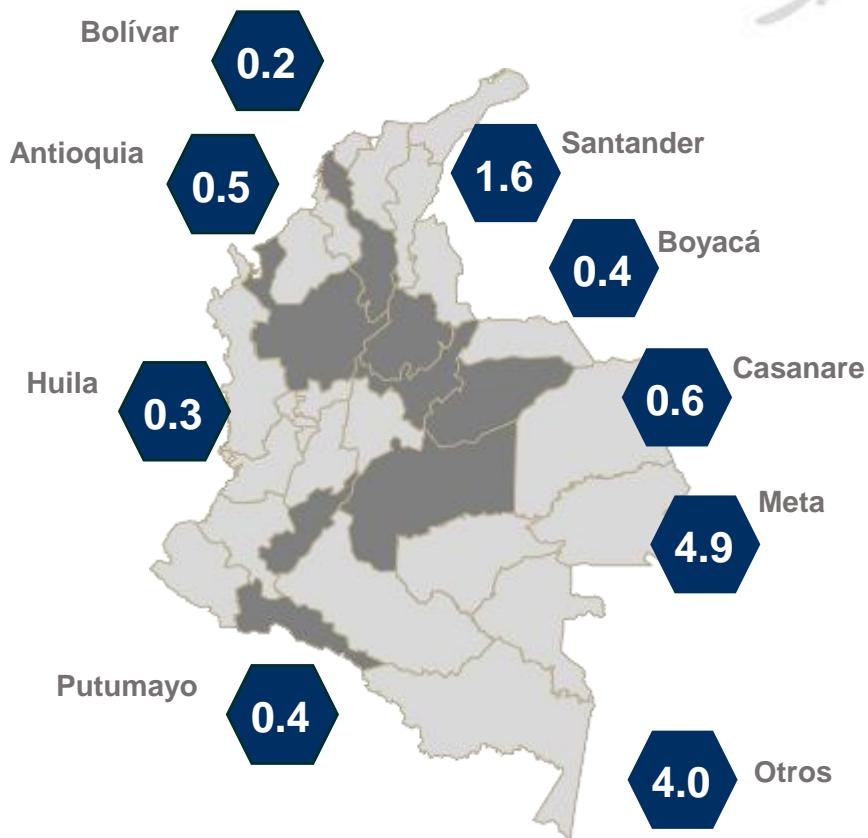 Bolívar
0.2
Antioquia
0.5
Santander
1.6
Boyacá
0.4
Huila
0.3
Casanare
0.6
Meta
4.9
Putumayo
0.4
Otros
4.0